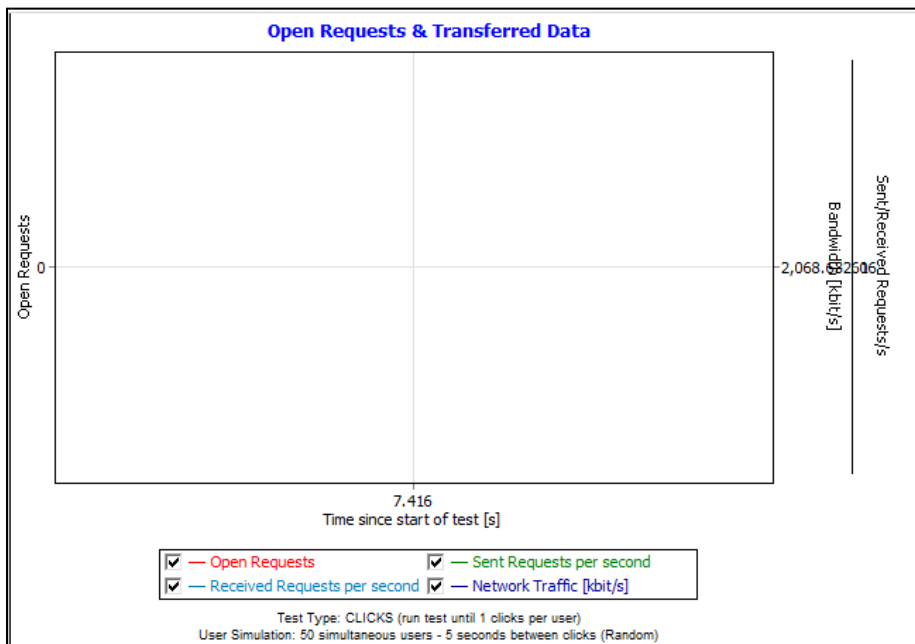 Open Requests & Transferred Data
Open Requests
0
Bandwidth [kbit/s]
Sent/Received Requests/s
7.416
Time since start of test [s]
— Open Requests
— Sent Requests per second
— Received Requests per second
— Network Traffic [kbit/s]
Test Type: CLICKS (run test until 1 clicks per user)
User Simulation: 50 simultaneous users - 5 seconds between clicks (Random)